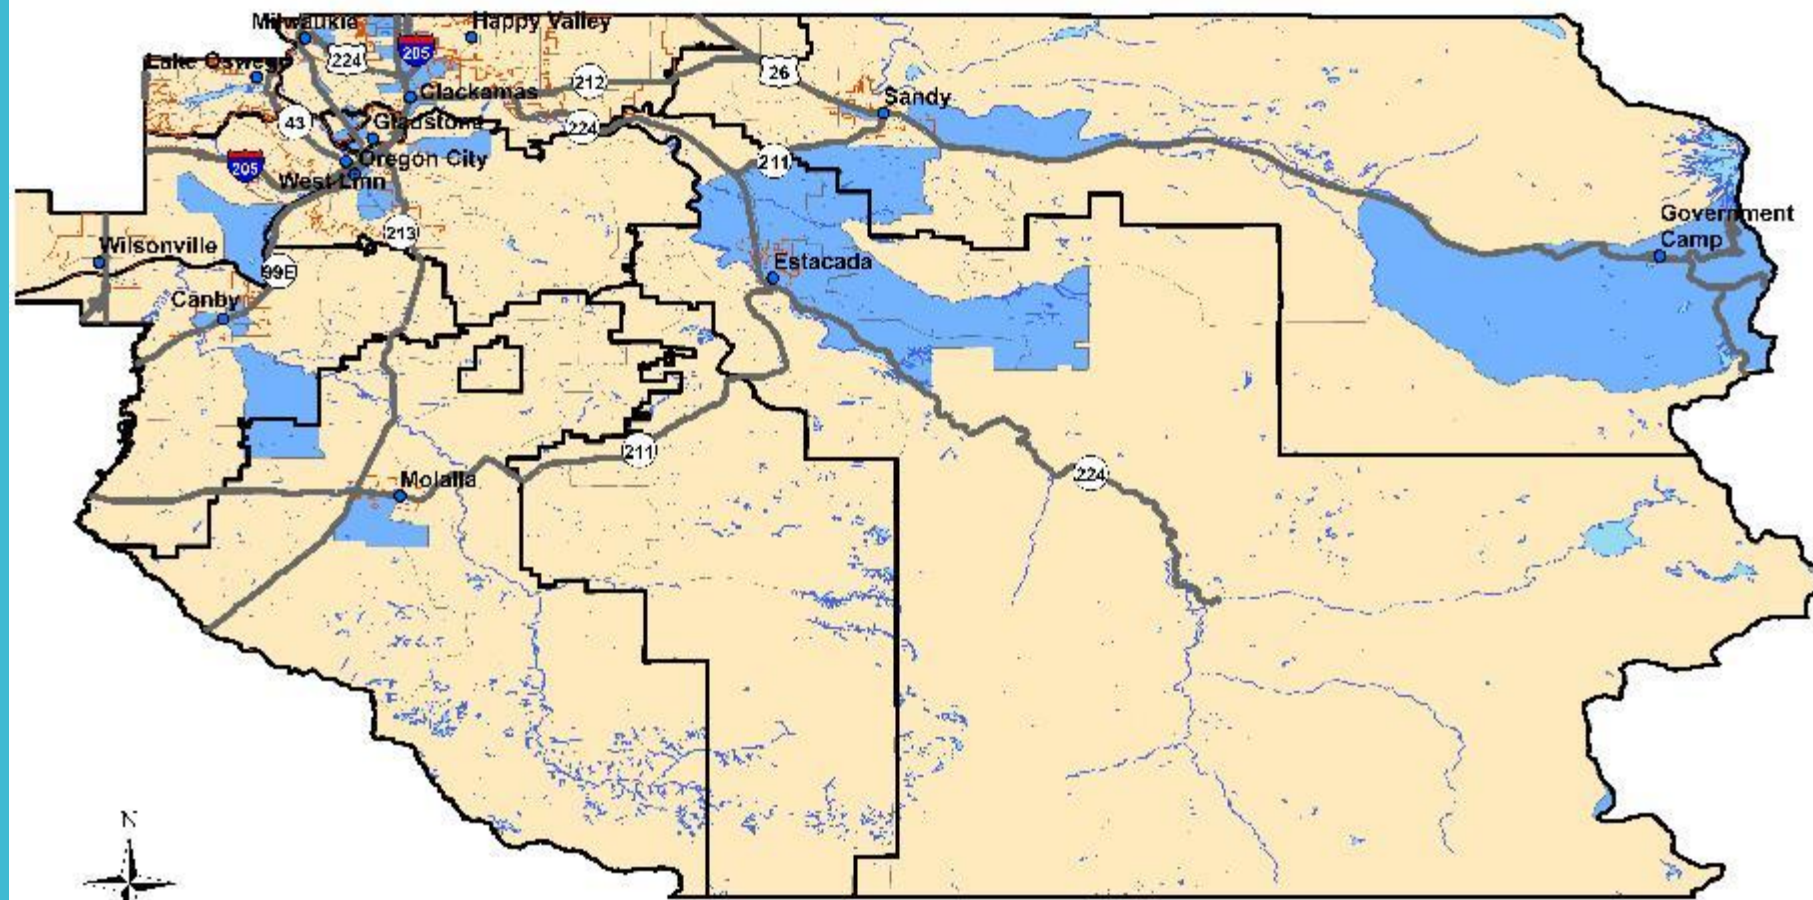 Milwaukie
Happy Valley
205
224
26
Lake Oswego
212
Clackamas
Sandy
43
Gladstone
224
Oregon City
211
205
West Linn
Government
Camp
213
Wilsonville
99E
Estacada
Canby
211
224
Molalla
N